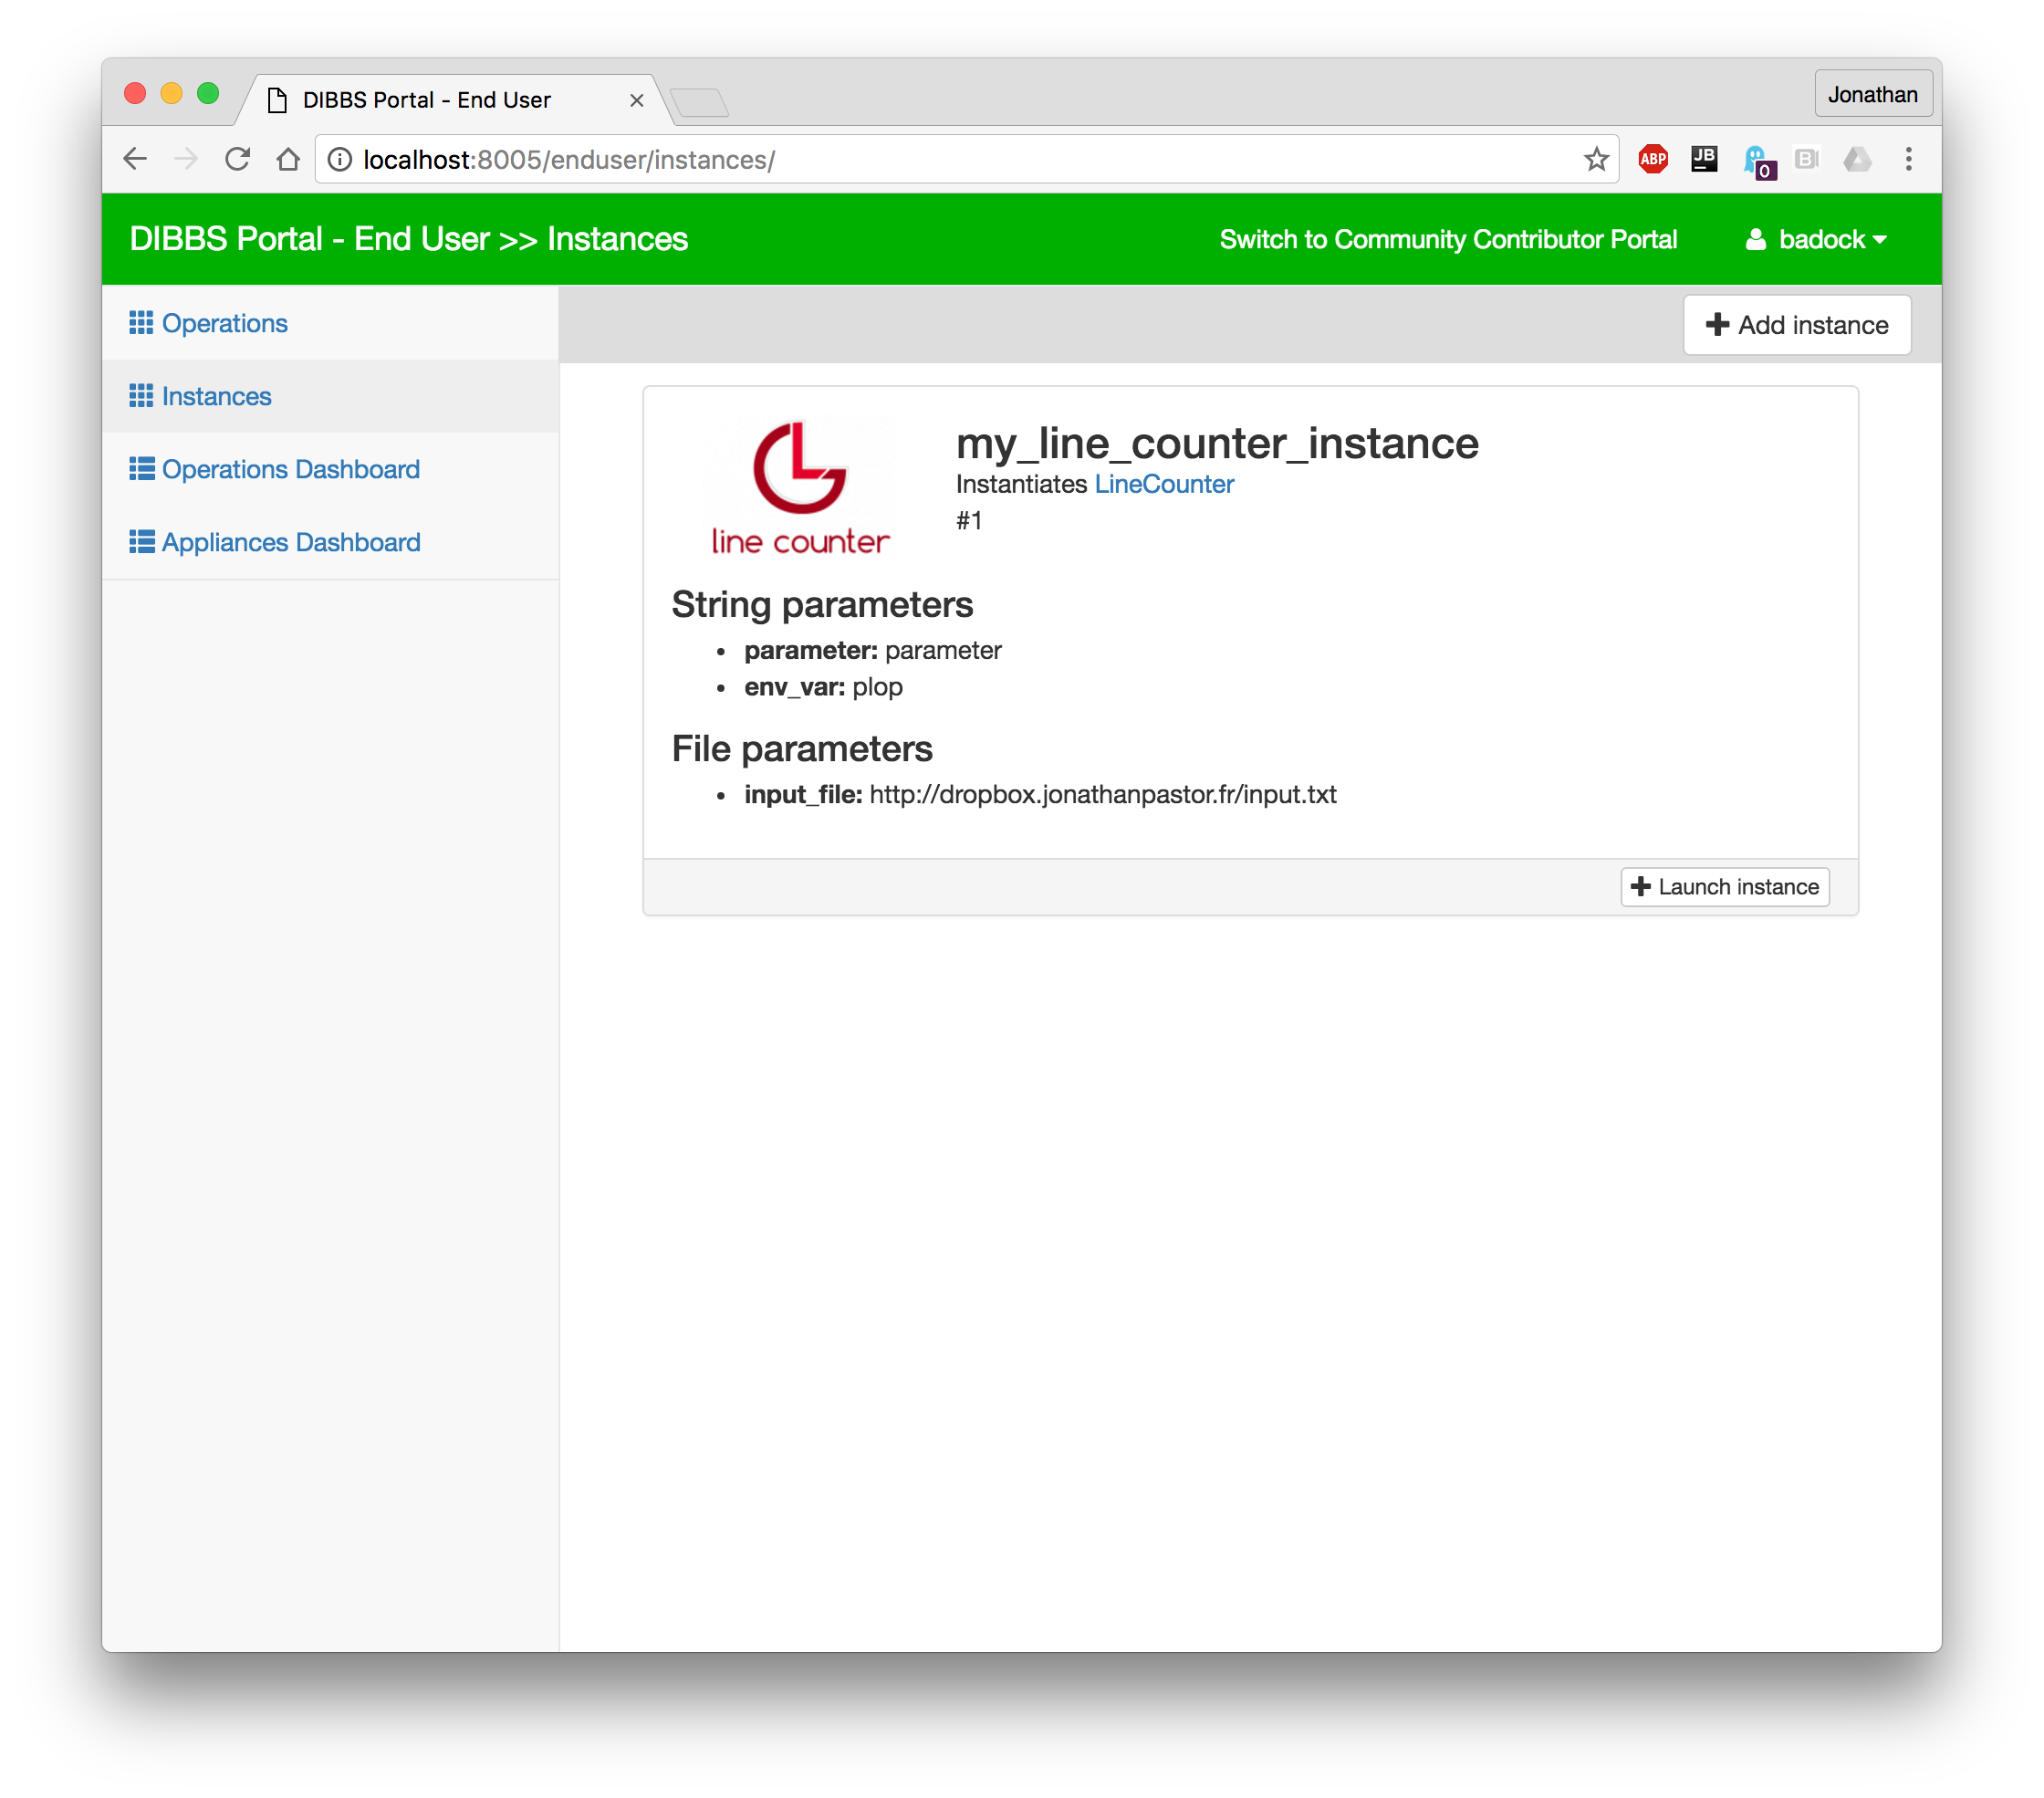 DIBBS Portal - End User
Jonathan
localhost:8005/enduser/instances/
ABP
JB
0
B
DIBBS Portal - End User >> Instances
Switch to Community Contributor Portal
badock
Operations
Instances
Operations Dashboard
Appliances Dashboard
Add instance
line counter
my_line_counter_instance
Instantiates LineCounter
#1
String parameters
parameter: parameter
env_var: plop
File parameters
input_file: http://dropbox.jonathanpastor.fr/input.txt
Launch instance